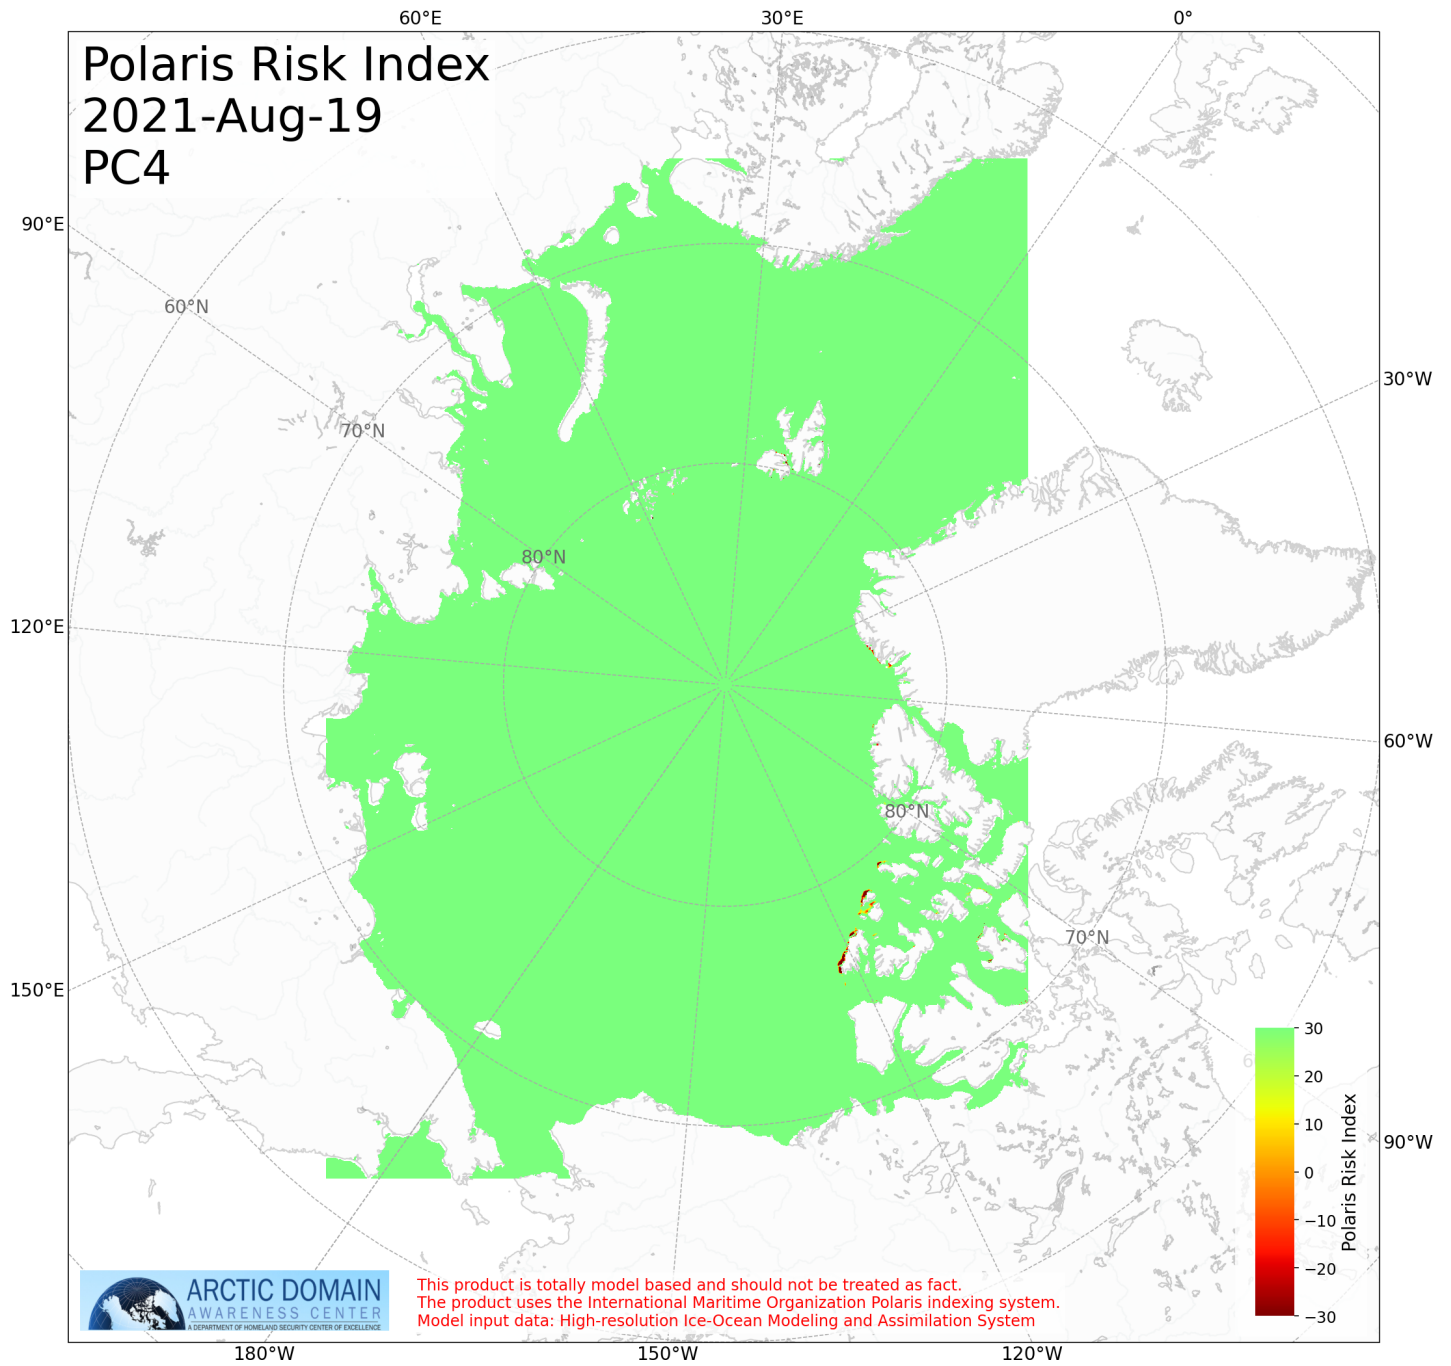 60°E
30°E
0°
Polaris Risk Index
2021-Aug-19
PC4
90°E
60°N
30°W
70°N
80°N
120°E
60°W
80°N
70°N
150°E
30
20
10
0
−10
−20
−30
Polaris Risk Index
90°W
ARCTIC DOMAIN
AWARENESS CENTER
A DEPARTMENT OF HOMELAND SECURITY CENTER OF EXCELLENCE
This product is totally model based and should not be treated as fact.
The product uses the International Maritime Organization Polaris indexing system.
Model input data: High-resolution Ice-Ocean Modeling and Assimilation System
180°W
150°W
120°W